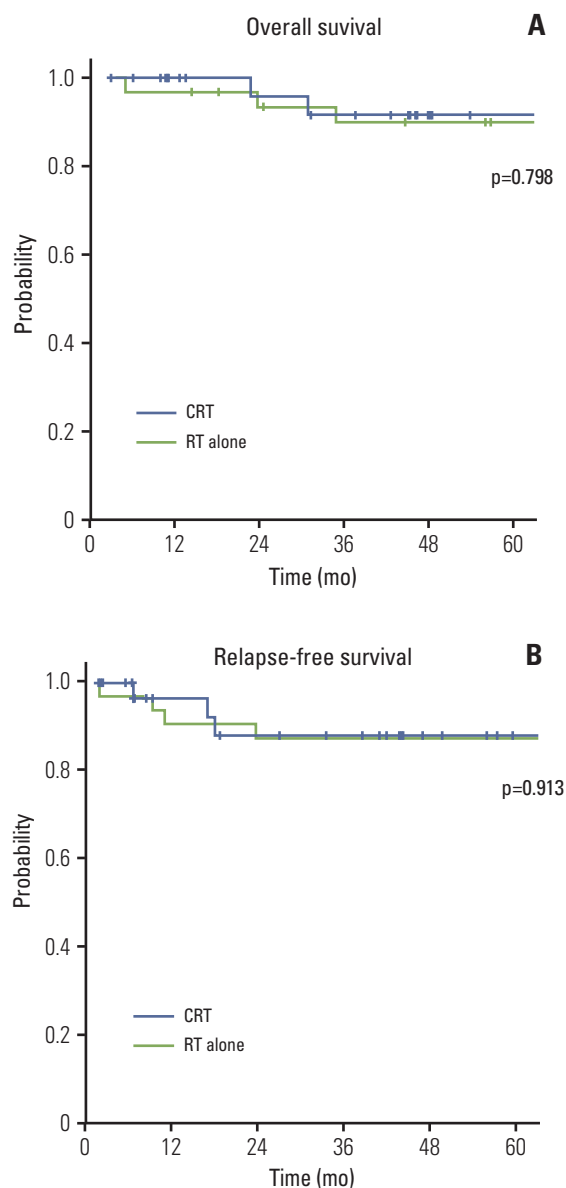 Overall suvival
A
1.0
0.8
0.6
0.4
0.2
0
Probability
p=0.798
CRT
RT alone
0 12 24 36 48 60
Time (mo)
Relapse-free survival
B
1.0
0.8
0.6
0.4
0.2
0
Probability
p=0.913
CRT
RT alone
0 12 24 36 48 60
Time (mo)